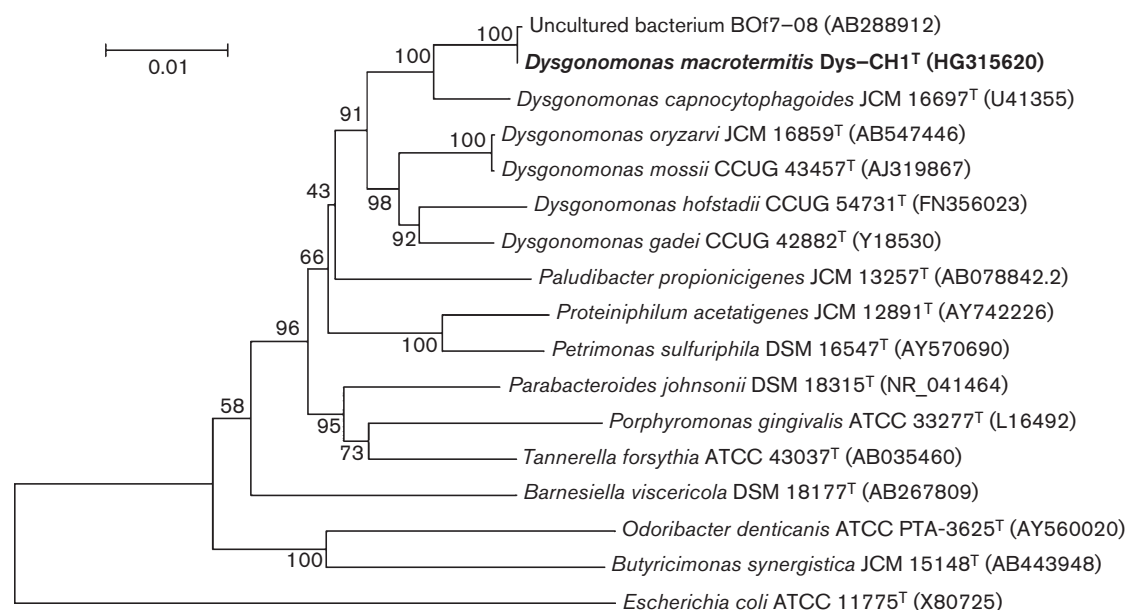 100
Uncultured bacterium BOf7–08 (AB288912)
0.01
100
Dysgonomonas macrotermitis Dys–CH1ᵀ (HG315620)
Dysgonomonas capnocytophagoides JCM 16697ᵀ (U41355)
91
100
Dysgonomonas oryzarvi JCM 16859ᵀ (AB547446)
Dysgonomonas mossii CCUG 43457ᵀ (AJ319867)
43
98
Dysgonomonas hofstadii CCUG 54731ᵀ (FN356023)
92
Dysgonomonas gadei CCUG 42882ᵀ (Y18530)
66
Paludibacter propionicigenes JCM 13257ᵀ (AB078842.2)
Proteiniphilum acetatigenes JCM 12891ᵀ (AY742226)
96
100
Petrimonas sulfuriphila DSM 16547ᵀ (AY570690)
Parabacteroides johnsonii DSM 18315ᵀ (NR_041464)
58
95
Porphyromonas gingivalis ATCC 33277ᵀ (L16492)
73
Tannerella forsythia ATCC 43037ᵀ (AB035460)
Barnesiella viscericola DSM 18177ᵀ (AB267809)
Odoribacter denticanis ATCC PTA-3625ᵀ (AY560020)
100
Butyricimonas synergistica JCM 15148ᵀ (AB443948)
Escherichia coli ATCC 11775ᵀ (X80725)